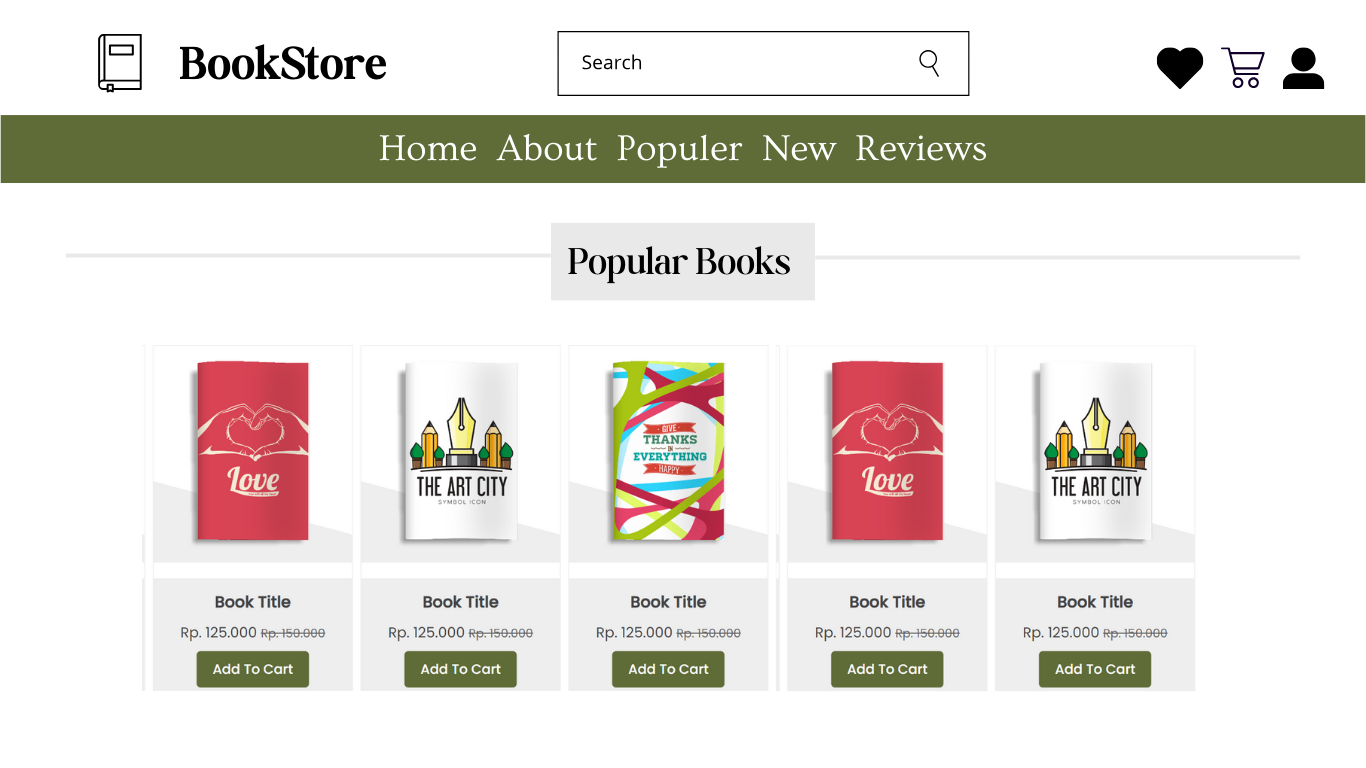 BookStore
Search
Home About Populer New Reviews
Popular Books
Love
THE ART CITY
SYMBOL ICON
GIVE
THANKS
IN
EVERYTHING
HAPPY
Love
THE ART CITY
SYMBOL ICON
Book Title
Rp. 125.000 Rp. 150.000
Add To Cart
Book Title
Rp. 125.000 Rp. 150.000
Add To Cart
Book Title
Rp. 125.000 Rp. 150.000
Add To Cart
Book Title
Rp. 125.000 Rp. 150.000
Add To Cart
Book Title
Rp. 125.000 Rp. 150.000
Add To Cart